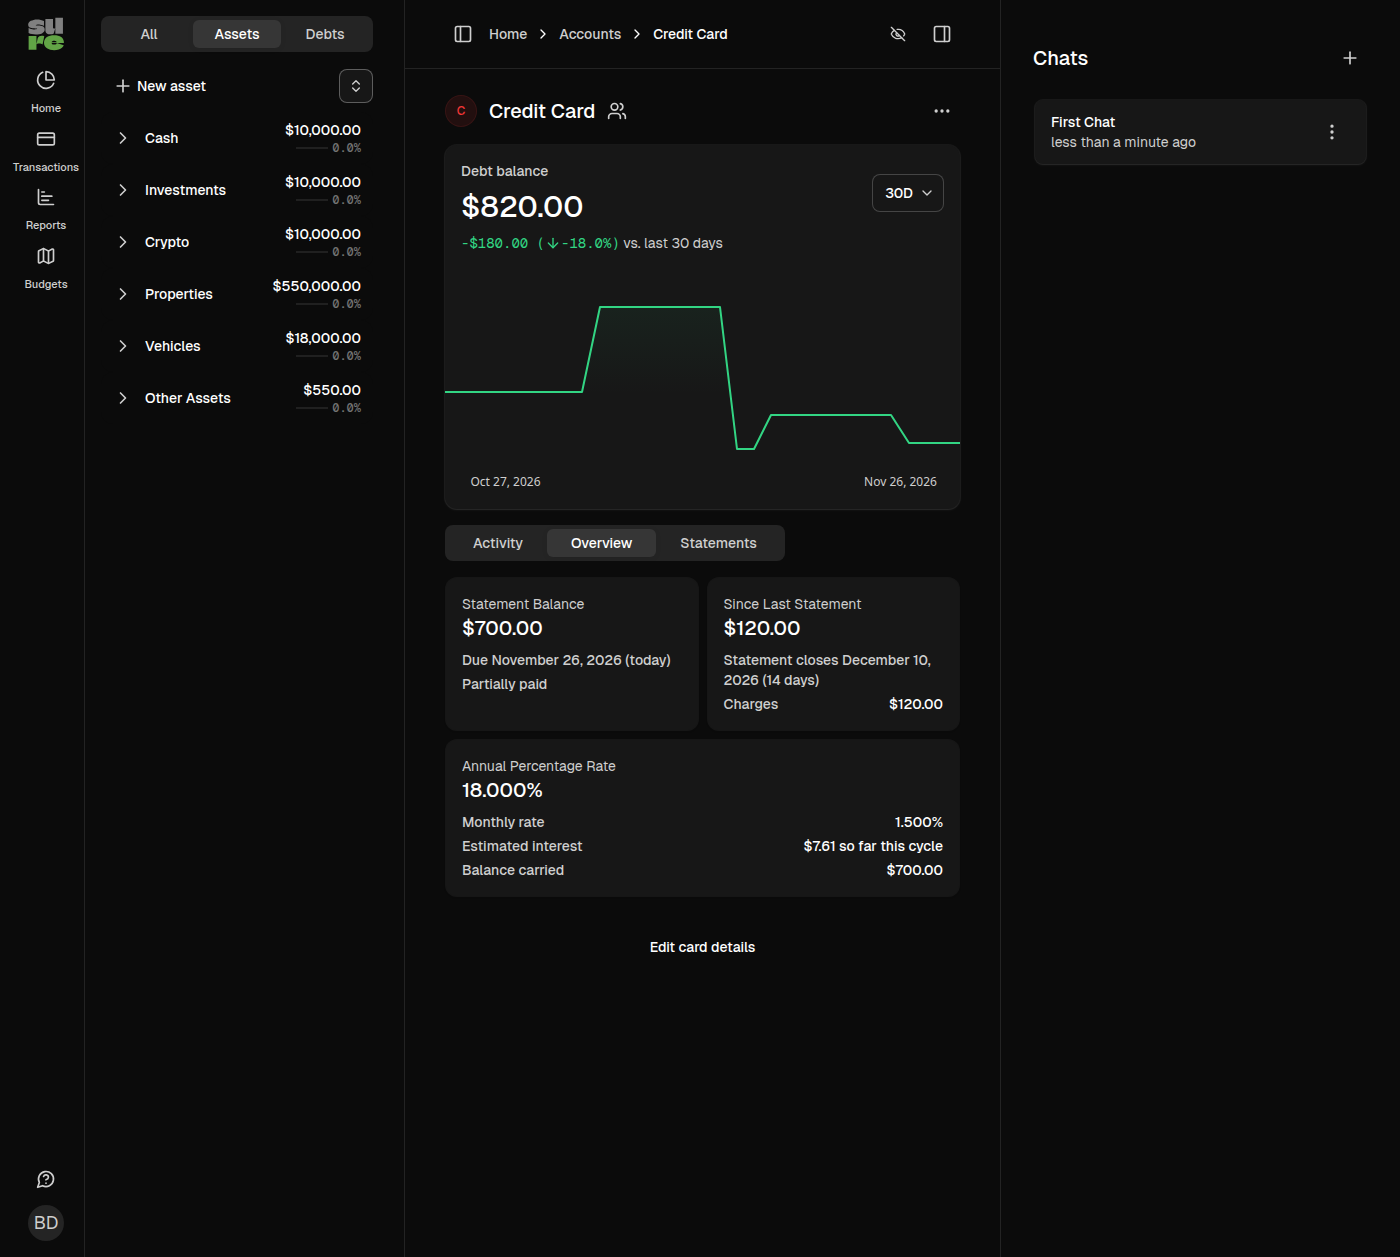 sure
Home
Transactions
Reports
Budgets
BD
All
Assets
Debts
New asset
Cash
$10,000.00
0.0%
Investments
$10,000.00
0.0%
Crypto
$10,000.00
0.0%
Properties
$550,000.00
0.0%
Vehicles
$18,000.00
0.0%
Other Assets
$550.00
0.0%
Home
Accounts
Credit Card
C
Credit Card
Debt balance
$820.00
30D
-$180.00 (↓-18.0%) vs. last 30 days
Oct 27, 2026
Nov 26, 2026
Activity
Overview
Statements
Statement Balance
$700.00
Due November 26, 2026 (today)
Partially paid
Since Last Statement
$120.00
Statement closes December 10,
2026 (14 days)
Charges
$120.00
Annual Percentage Rate
18.000%
Monthly rate
1.500%
Estimated interest
$7.61 so far this cycle
Balance carried
$700.00
Edit card details
Chats
First Chat
less than a minute ago